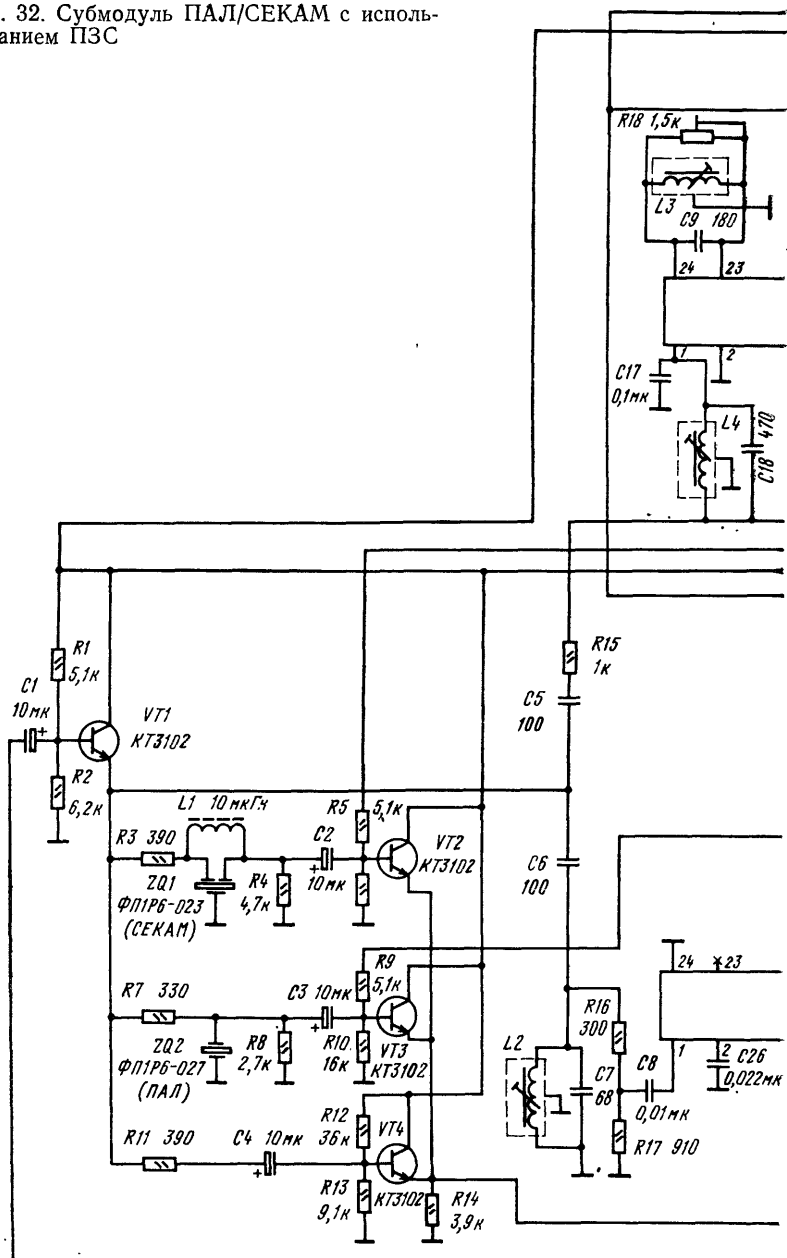 . 32. Субмодуль ПАЛ/СЕКАМ с исполь-
анием ПЗС
R18 1,5к
L3
C9 180
24
23
1
2
C17
0,1мк
L4
C18 470
R1
5,1к
C1
10мк
+
VT1
КТ3102
R2
6,2к
R15
1к
C5
100
L1 10мкГн
R3 390
ZQ1
ФП1Р6-023
(СЕКАМ)
R4
4,7к
C2
+
10мк
R5
5,1к
VT2
КТ3102
C6
100
R7 330
ZQ2
ФП1Р6-027
(ПАЛ)
R8
2,7к
C3 10мк
+
R9
5,1к
R10
16к
VT3
КТ3102
24
23
R16
300
L2
C7
68
C8
0,01мк
1
2
C26
0,022мк
R17 910
R11 390
C4 10мк
+
R12
36к
VT4
КТ3102
R13
9,1к
R14
3,9к